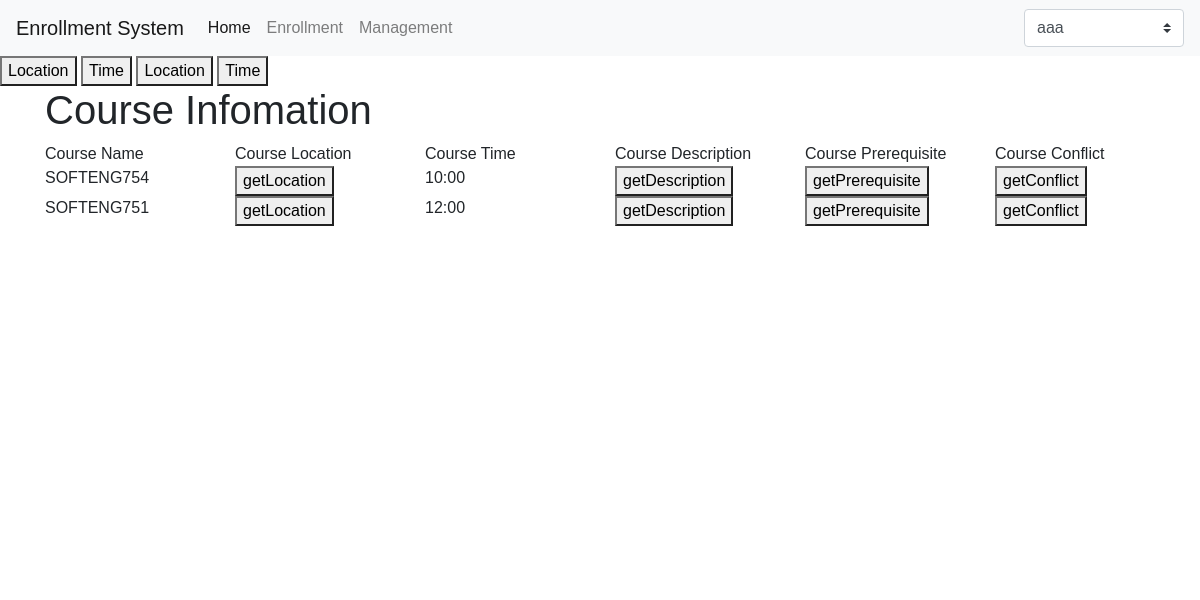 Enrollment System Home Enrollment Management aaa
Location Time Location Time
Course Infomation
Course Name Course Location Course Time Course Description Course Prerequisite Course Conflict
SOFTENG754 getLocation 10:00 getDescription getPrerequisite getConflict
SOFTENG751 getLocation 12:00 getDescription getPrerequisite getConflict